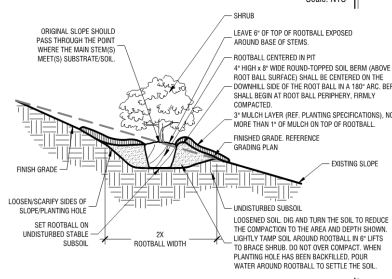 Scale: NTS
SHRUB
ORIGINAL SLOPE SHOULD
PASS THROUGH THE POINT
WHERE THE MAIN STEM(S)
MEET(S) SUBSTRATE/SOIL.
LEAVE 6" OF TOP OF ROOTBALL EXPOSED
AROUND BASE OF STEMS.
ROOTBALL CENTERED IN PIT
4" HIGH x 8" WIDE ROUND-TOPPED SOIL BERM (ABOVE
ROOT BALL SURFACE) SHALL BE CENTERED ON THE
DOWNHILL SIDE OF THE ROOT BALL IN A 180° ARC.
SHALL BEGIN AT ROOT BALL PERIPHERY, FIRMLY
COMPACTED.
3" MULCH LAYER (REF. PLANTING SPECIFICATIONS),
MORE THAN 1" OF MULCH ON TOP OF ROOTBALL.
FINISHED GRADE. REFERENCE
GRADING PLAN
FINISH GRADE
EXISTING SLOPE
LOOSEN/SCARIFY SIDES OF
SLOPE/PLANTING HOLE
SET ROOTBALL ON
UNDISTURBED STABLE
SUBSOIL
2X
ROOTBALL WIDTH
UNDISTURBED SUBSOIL
LOOSENED SOIL. DIG AND TURN THE SOIL TO REDUCE
THE COMPACTION TO THE AREA AND DEPTH SHOWN.
LIGHTLY TAMP SOIL AROUND ROOTBALL IN 6" LIFTS
TO BRACE SHRUB. DO NOT OVER COMPACT. WHEN
PLANTING HOLE HAS BEEN BACKFILLED, POUR
WATER AROUND ROOTBALL TO SETTLE THE SOIL.